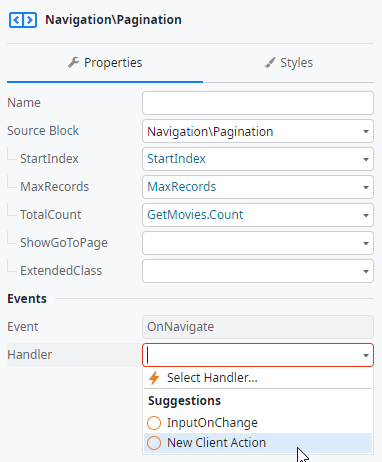 Navigation\Pagination
Properties
Styles
Name
Source Block Navigation\Pagination
StartIndex StartIndex
MaxRecords MaxRecords
TotalCount GetMovies.Count
ShowGoToPage
ExtendedClass
Events
Event OnNavigate
Handler
Select Handler...
Suggestions
InputOnChange
New Client Action